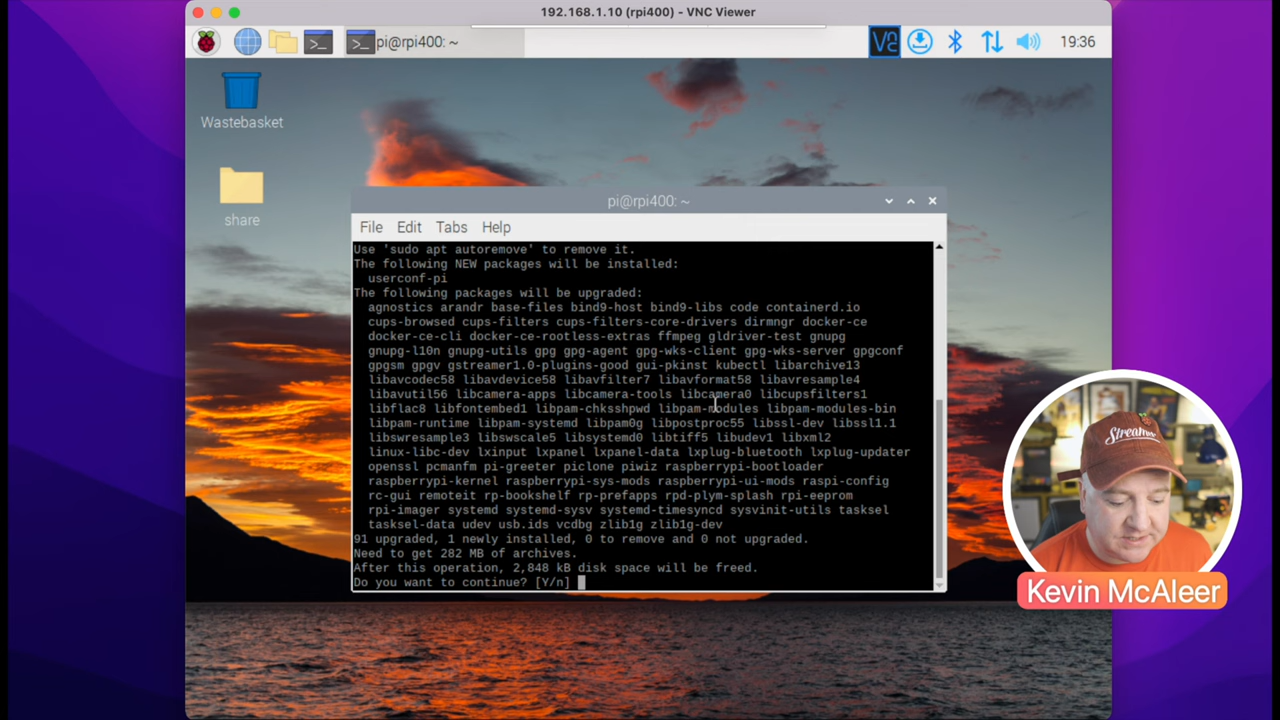 192.168.1.10 (rpi400) - VNC Viewer
pi@rpi400: ~
19:36
Wastebasket
share
pi@rpi400: ~
File Edit Tabs Help
Use 'sudo apt autoremove' to remove it.
The following NEW packages will be installed:
userconf-pi
The following packages will be upgraded:
agnostics arandr base-files bind9-host bind9-libs code containerd.io
cups-browsed cups-filters cups-filters-core-drivers dirmngr docker-ce
docker-ce-cli docker-ce-rootless-extras ffmpeg gldriver-test gnupg
gnupg-l10n gnupg-utils gpg gpg-agent gpg-wks-client gpg-wks-server gpgconf
gpgsm gpgv gstreamer1.0-plugins-good gui-pkinst kubectl libarchive13
libavcodec58 libavdevice58 libavfilter7 libavformat58 libavresample4
libavutil56 libcamera-apps libcamera-tools libcamera0 libcupsfilters1
libflac8 libfontembed1 libpam-chksshpwd libpam-modules libpam-modules-bin
libpam-runtime libpam-systemd libpam0g libpostproc55 libssl-dev libssl1.1
libswresample3 libswscale5 libsystemd0 libtiff5 libudev1 libxml2
linux-libc-dev lxinput lxpanel lxpanel-data lxplug-bluetooth lxplug-updater
openssl pcmanfm pi-greeter piclone piwiz raspberrypi-bootloader
raspberrypi-kernel raspberrypi-sys-mods raspberrypi-ui-mods raspi-config
rc-gui remoteit rp-bookshelf rp-prefapps rpd-plym-splash rpi-eeprom
rpi-imager systemd systemd-sysv systemd-timesyncd sysvinit-utils tasksel
tasksel-data udev usb.ids vcdbg zlib1g zlib1g-dev
91 upgraded, 1 newly installed, 0 to remove and 0 not upgraded.
Need to get 282 MB of archives.
After this operation, 2,848 kB disk space will be freed.
Do you want to continue? [Y/n]
Kevin McAleer